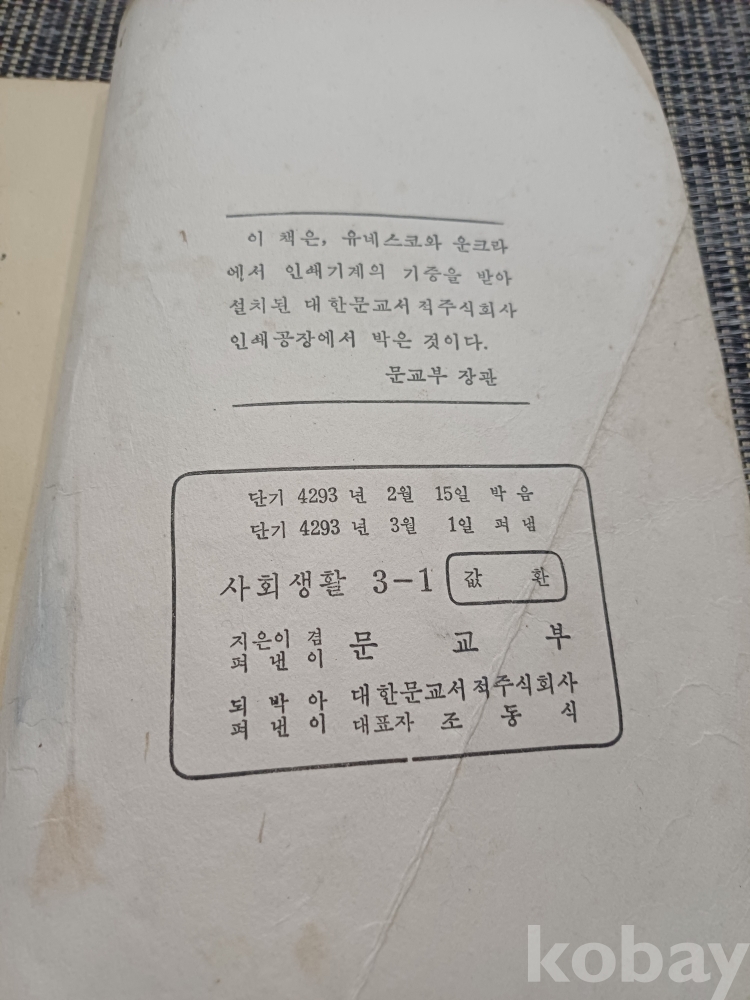 이 책은, 유네스코와 운크라
에서 인쇄기계의 기증을 받아
설치된 대한문교서적주식회사
인쇄공장에서 박은 것이다.
문교부 장관
단기 4293 년 2월 15일 박음
단기 4293 년 3월 1일 펴냄
사회생활 3-1 값 환
지은이 겸
펴낸이 문교부
되박아
펴낸이 대한문교서적주식회사
대표자 조동식
kobay